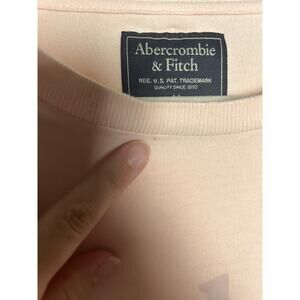 Abercrombie
& Fitch
REG. U.S. PAT. TRADEMARK
QUALITY SINCE 1892